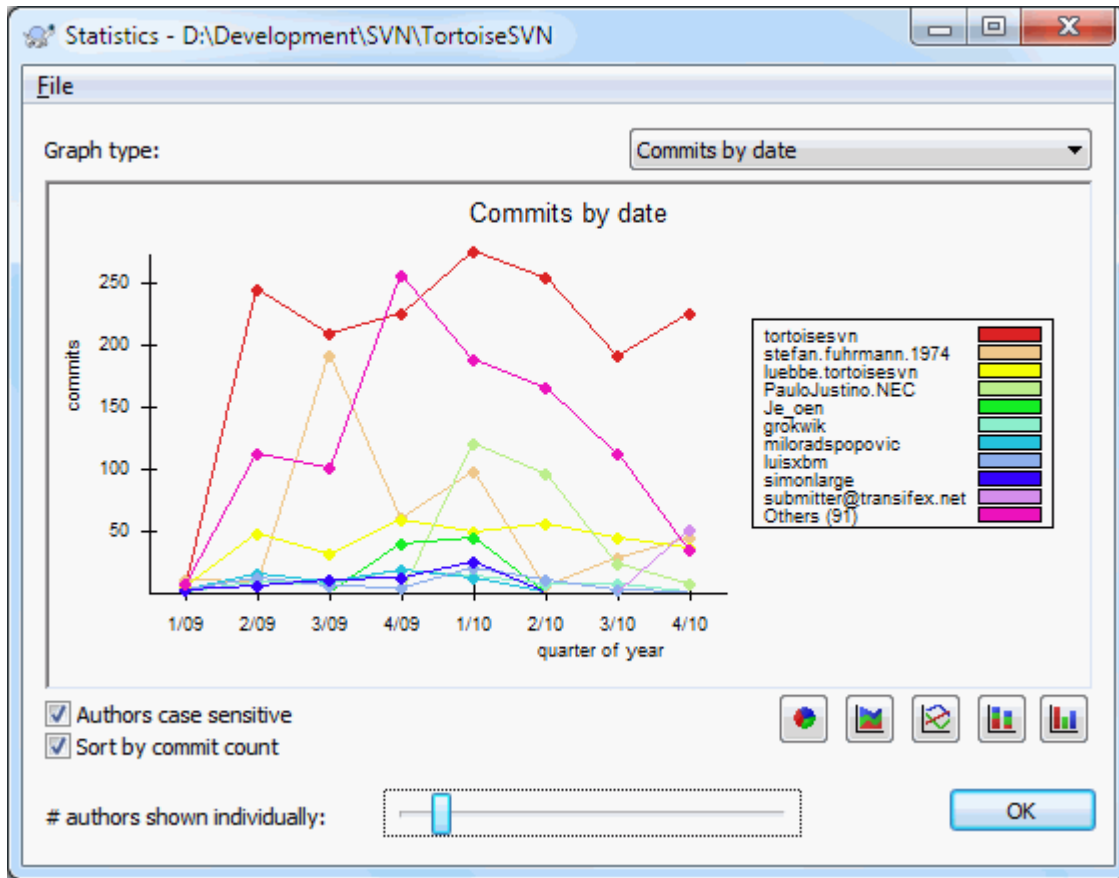 Statistics - D:\Development\SVN\TortoiseSVN
File
Graph type:
Commits by date
Commits by date
commits
250
200
150
100
50
1/09 2/09 3/09 4/09 1/10 2/10 3/10 4/10
quarter of year
tortoisesvn
stefan.fuhrmann.1974
luebbe.tortoisesvn
PauloJustino.NEC
Je_oen
grokwik
miloradspopovic
luisxbm
simonlarge
submitter@transifex.net
Others (91)
Authors case sensitive
Sort by commit count
# authors shown individually:
OK